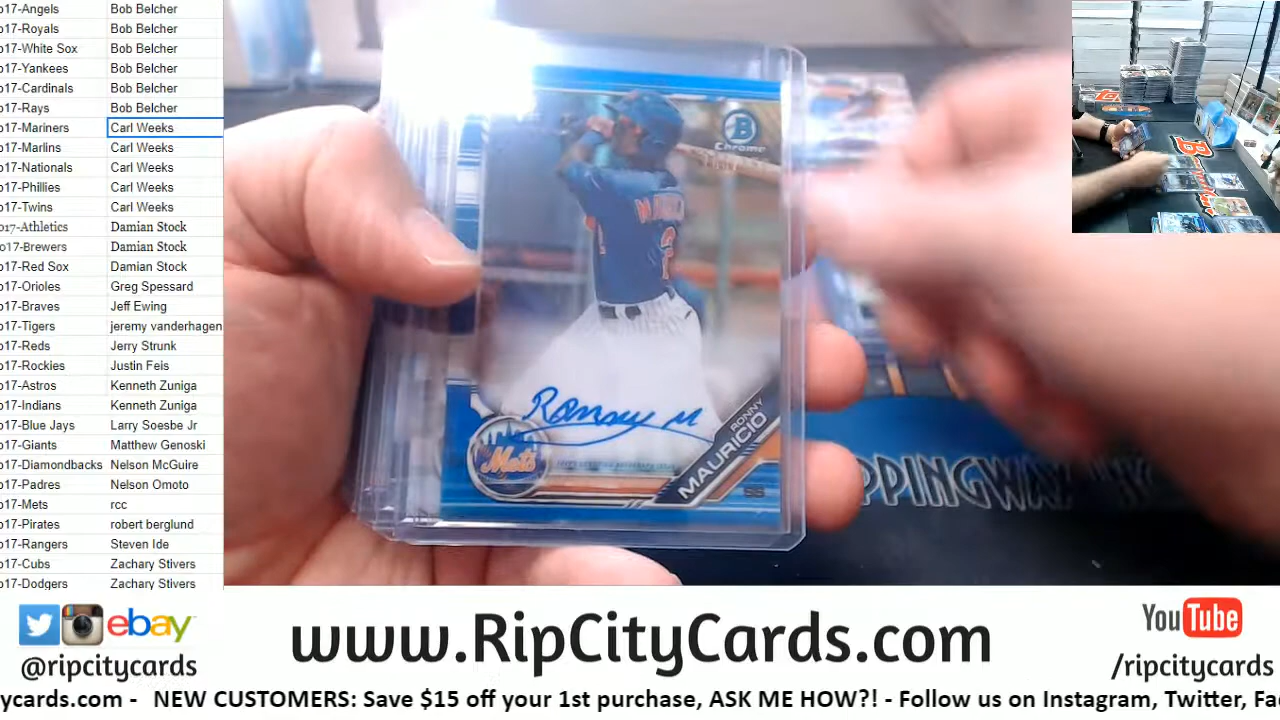 o17-Angels Bob Belcher
o17-Royals Bob Belcher
o17-White Sox Bob Belcher
o17-Yankees Bob Belcher
o17-Cardinals Bob Belcher
o17-Rays Bob Belcher
o17-Mariners Carl Weeks
o17-Marlins Carl Weeks
o17-Nationals Carl Weeks
o17-Phillies Carl Weeks
o17-Twins Carl Weeks
o17-Athletics Damian Stock
o17-Brewers Damian Stock
o17-Red Sox Damian Stock
o17-Orioles Greg Spessard
o17-Braves Jeff Ewing
o17-Tigers jeremy vanderhagen
o17-Reds Jerry Strunk
o17-Rockies Justin Feis
o17-Astros Kenneth Zuniga
o17-Indians Kenneth Zuniga
o17-Blue Jays Larry Soesbe Jr
o17-Giants Matthew Genoski
o17-Diamondbacks Nelson McGuire
o17-Padres Nelson Omoto
o17-Mets rcc
o17-Pirates robert berglund
o17-Rangers Steven Ide
o17-Cubs Zachary Stivers
o17-Dodgers Zachary Stivers
B
Chrome
Ronny M
Mets
RONNY
MAURICIO
SS
PPINGWAX
ebay
@ripcitycards
www.RipCityCards.com
YouTube
/ripcitycards
ycards.com - NEW CUSTOMERS: Save $15 off your 1st purchase, ASK ME HOW?! - Follow us on Instagram, Twitter, Fa